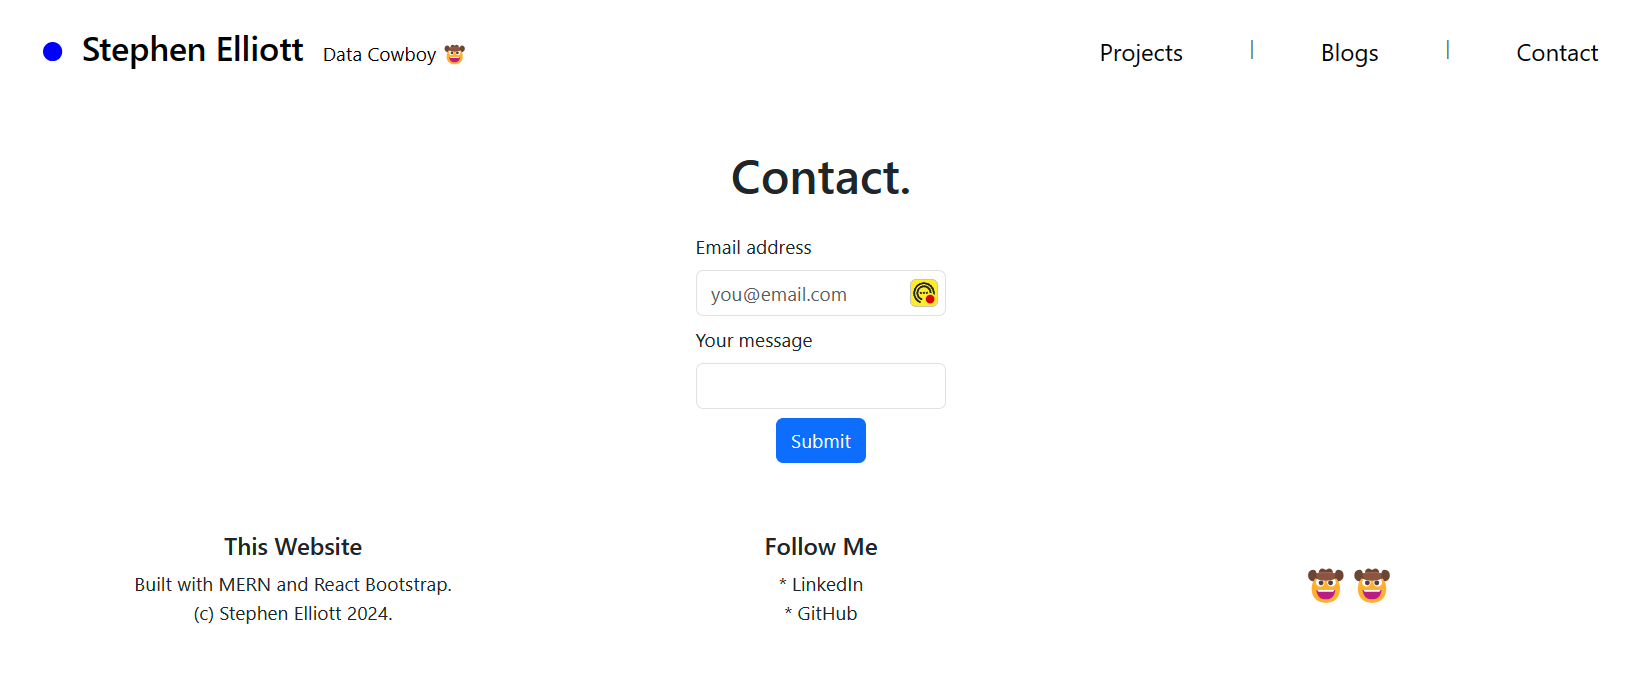 Stephen Elliott Data Cowboy 🤠
Projects | Blogs | Contact
Contact.
Email address
you@email.com
Your message
Submit
This Website
Built with MERN and React Bootstrap.
(c) Stephen Elliott 2024.
Follow Me
* LinkedIn
* GitHub
🤠 🤠